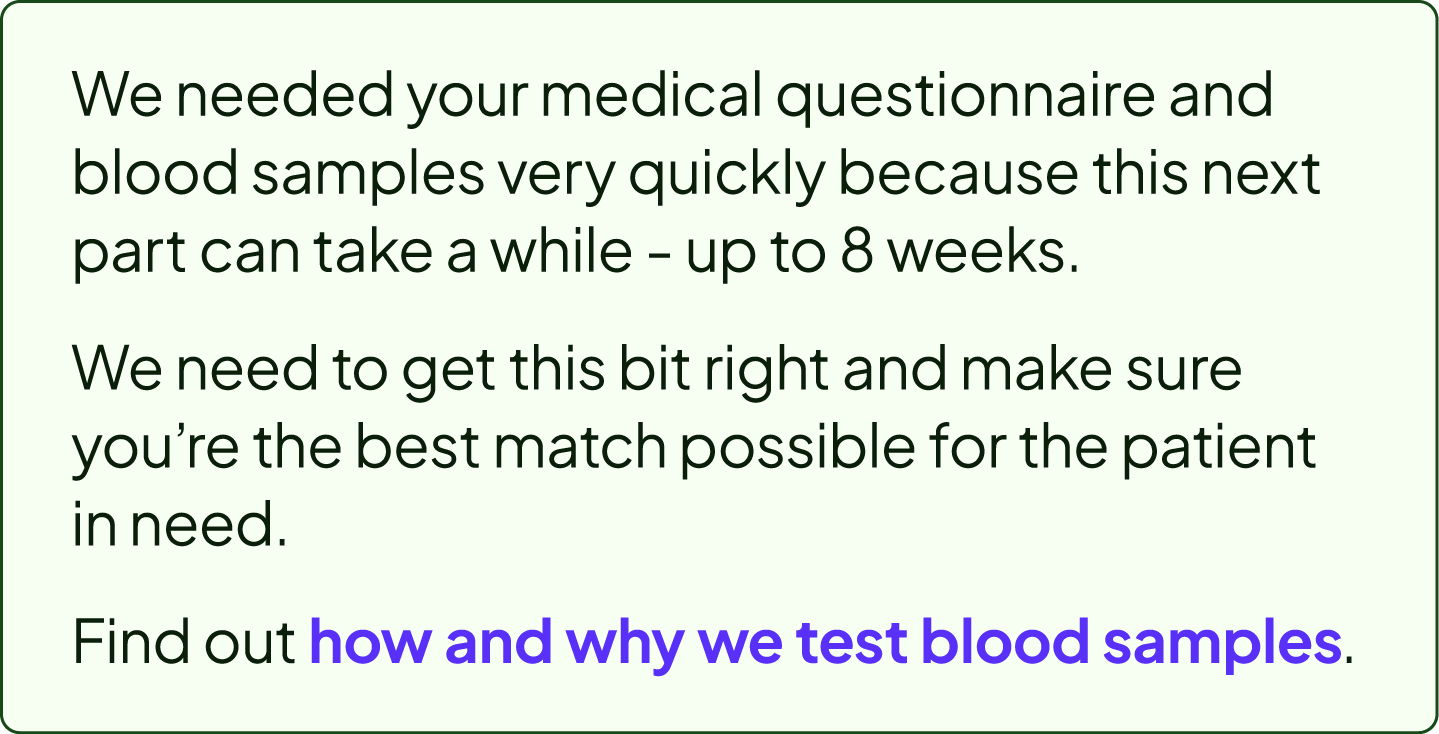 We needed your medical questionnaire and
blood samples very quickly because this next
part can take a while - up to 8 weeks.
We need to get this bit right and make sure
you’re the best match possible for the patient
in need.
Find out how and why we test blood samples.